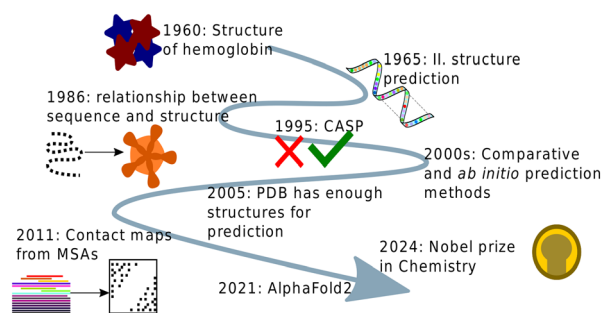 1960: Structure
of hemoglobin
1965: II. structure
prediction
1986: relationship between
sequence and structure
1995: CASP
2000s: Comparative
and ab initio prediction
methods
2005: PDB has enough
structures for
prediction
2011: Contact maps
from MSAs
2024: Nobel prize
in Chemistry
2021: AlphaFold2